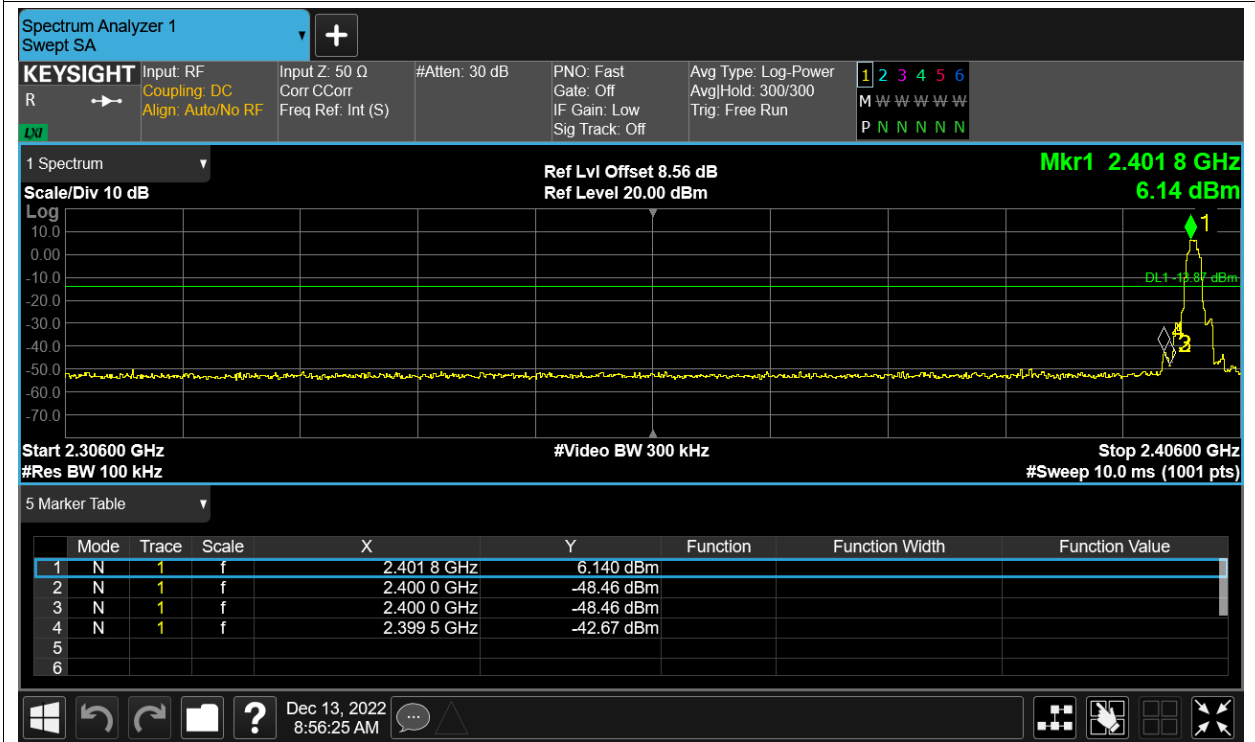 Spectrum Analyzer 1
Swept SA
KEYSIGHT
R
LXI
Input: RF
Coupling: DC
Align: Auto/No RF
Input Z: 50 Ω
Corr CCorr
Freq Ref: Int (S)
#Atten: 30 dB
PNO: Fast
Gate: Off
IF Gain: Low
Sig Track: Off
Avg Type: Log-Power
Avg|Hold: 300/300
Trig: Free Run
1 2 3 4 5 6
M W W W W W
P N N N N N
1 Spectrum
Scale/Div 10 dB
Ref Lvl Offset 8.56 dB
Ref Level 20.00 dBm
Mkr1 2.401 8 GHz
6.14 dBm
Log
10.0
0.00
-10.0
-20.0
-30.0
-40.0
-50.0
-60.0
-70.0
1
DL1 -13.87 dBm
Start 2.30600 GHz
#Video BW 300 kHz
Stop 2.40600 GHz
#Res BW 100 kHz
#Sweep 10.0 ms (1001 pts)
5 Marker Table
Mode Trace Scale X Y Function Function Width Function Value
1 N 1 f 2.401 8 GHz 6.140 dBm
2 N 1 f 2.400 0 GHz -48.46 dBm
3 N 1 f 2.400 0 GHz -48.46 dBm
4 N 1 f 2.399 5 GHz -42.67 dBm
5
6
?
Dec 13, 2022
8:56:25 AM